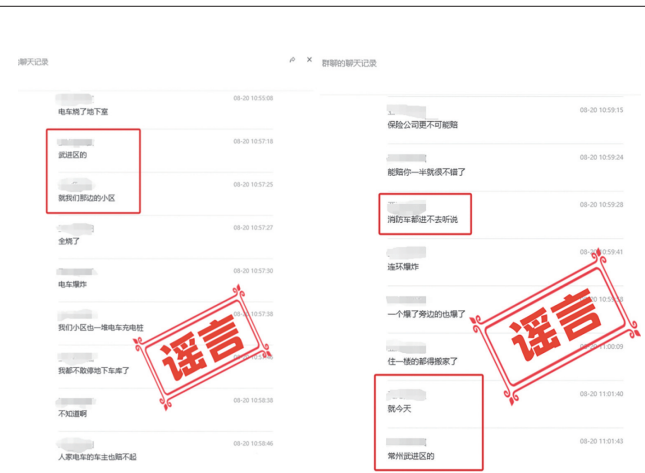 聊天记录
电车烧了地下室
08-20 10:55:08
武进区的
08-20 10:57:18
就我们那边的小区
08-20 10:57:25
全烧了
08-20 10:57:27
电车爆炸
08-20 10:57:30
我们小区也一堆电车充电桩
10:57:38
我都不敢停地下车库了
不知道啊
08-20 10:58:38
人家电车的车主也赔不起
08-20 10:58:46
谣言
群聊的聊天记录
保险公司更不可能赔
08-20 10:59:15
能赔你一半就很不错了
08-20 10:59:24
消防车都进不去听说
08-20 10:59:28
连环爆炸
08-20 10:59:41
一个爆了旁边的也爆了
住一楼的都得搬家了
11:00:09
就今天
08-20 11:01:40
常州武进区的
08-20 11:01:43
谣言